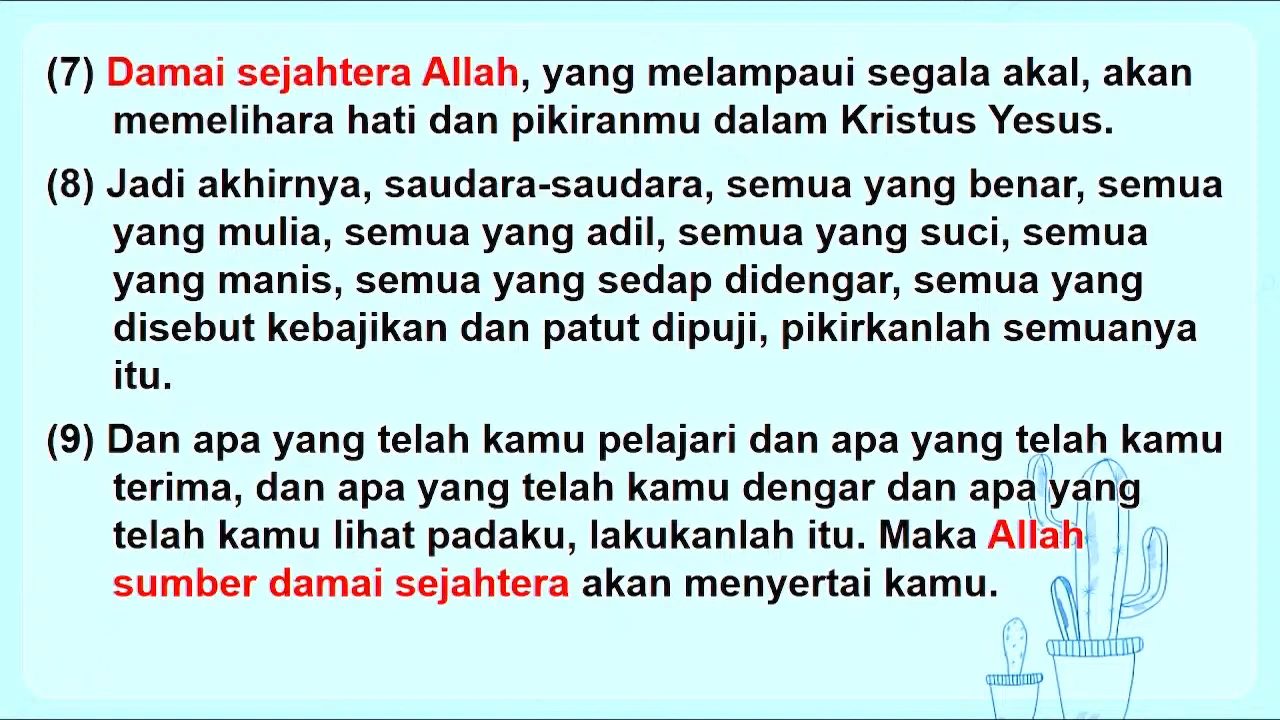 (7) Damai sejahtera Allah, yang melampaui segala akal, akan
memelihara hati dan pikiranmu dalam Kristus Yesus.
(8) Jadi akhirnya, saudara-saudara, semua yang benar, semua
yang mulia, semua yang adil, semua yang suci, semua
yang manis, semua yang sedap didengar, semua yang
disebut kebajikan dan patut dipuji, pikirkanlah semuanya
itu.
(9) Dan apa yang telah kamu pelajari dan apa yang telah kamu
terima, dan apa yang telah kamu dengar dan apa yang
telah kamu lihat padaku, lakukanlah itu. Maka Allah
sumber damai sejahtera akan menyertai kamu.